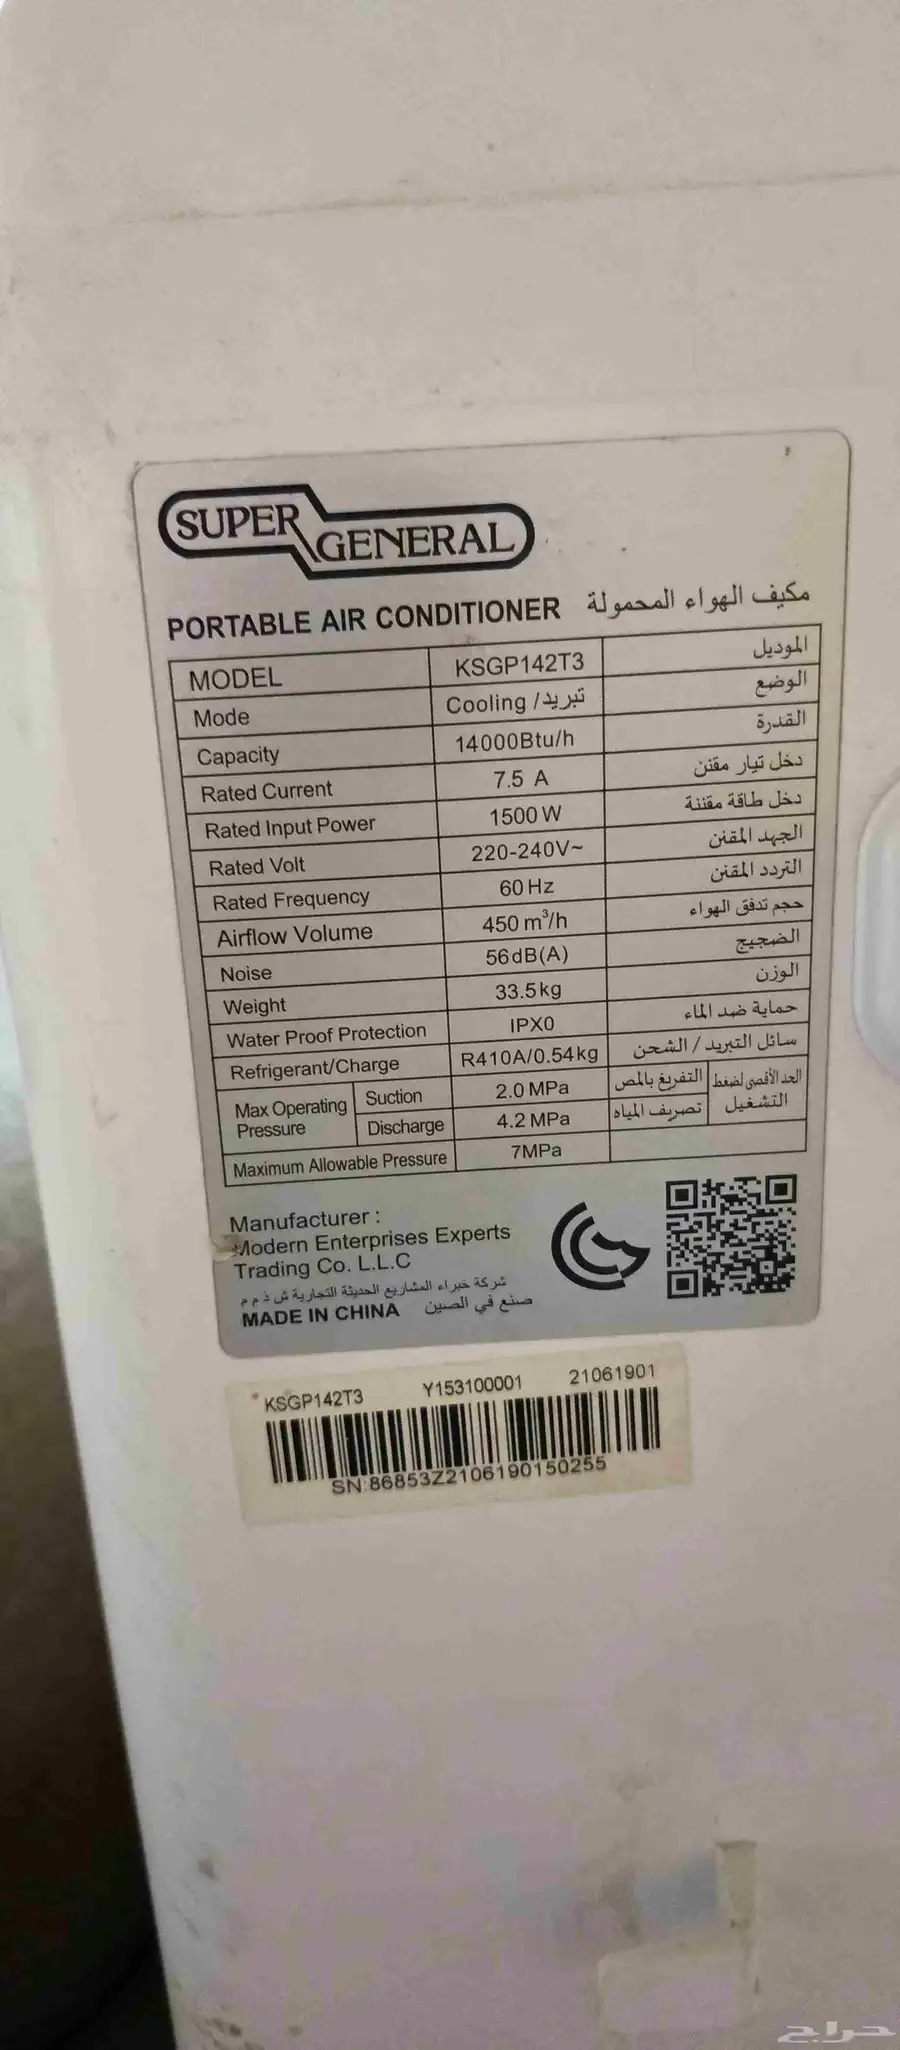 SUPER GENERAL
PORTABLE AIR CONDITIONER مكيف الهواء المحمولة
MODEL KSGP142T3 الموديل
Mode Cooling / تبريد الوضع
Capacity 14000Btu/h القدرة
Rated Current 7.5 A دخل تيار مقنن
Rated Input Power 1500 W دخل طاقة مقننة
Rated Volt 220-240V~ الجهد المقنن
Rated Frequency 60 Hz التردد المقنن
Airflow Volume 450 m³/h حجم تدفق الهواء
Noise 56dB(A) الضجيج
Weight 33.5kg الوزن
Water Proof Protection IPX0 حماية ضد الماء
Refrigerant/Charge R410A/0.54kg سائل التبريد / الشحن
Max Operating Pressure Suction 2.0 MPa التفريغ بالمص الحد الأقصى لضغط التشغيل
Discharge 4.2 MPa تصريف المياه
Maximum Allowable Pressure 7MPa
Manufacturer :
Modern Enterprises Experts
Trading Co. L.L.C
شركة خبراء المشاريع الحديثة التجارية ش ذ م م
MADE IN CHINA صنع في الصين
KSGP142T3 Y153100001 21061901
SN:86853Z2106190150255
حراج